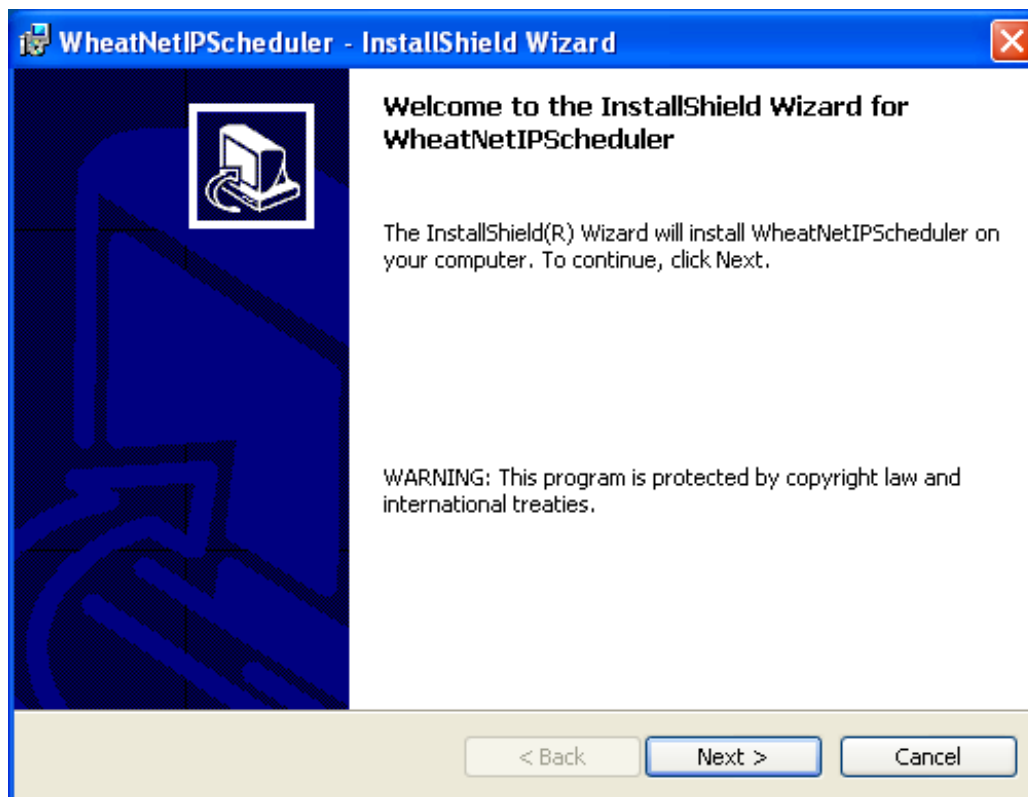 WheatNetIPScheduler - InstallShield Wizard
Welcome to the InstallShield Wizard for
WheatNetIPScheduler
The InstallShield(R) Wizard will install WheatNetIPScheduler on
your computer. To continue, click Next.
WARNING: This program is protected by copyright law and
international treaties.
< Back
Next >
Cancel